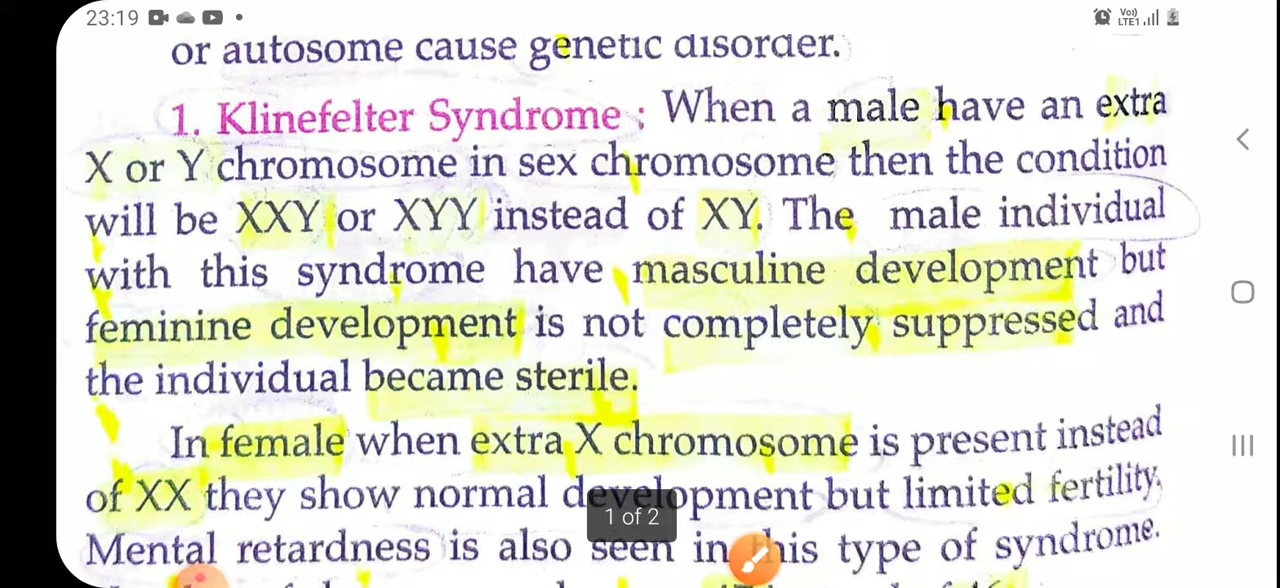 23:19
Vo)
LTE1
or autosome cause genetic disorder.
1. Klinefelter Syndrome : When a male have an extra
X or Y chromosome in sex chromosome then the condition
will be XXY or XYY instead of XY. The male individual
with this syndrome have masculine development but
feminine development is not completely suppressed and
the individual became sterile.
In female when extra X chromosome is present instead
of XX they show normal development but limited fertility.
1 of 2
Mental retardness is also seen in this type of syndrome.